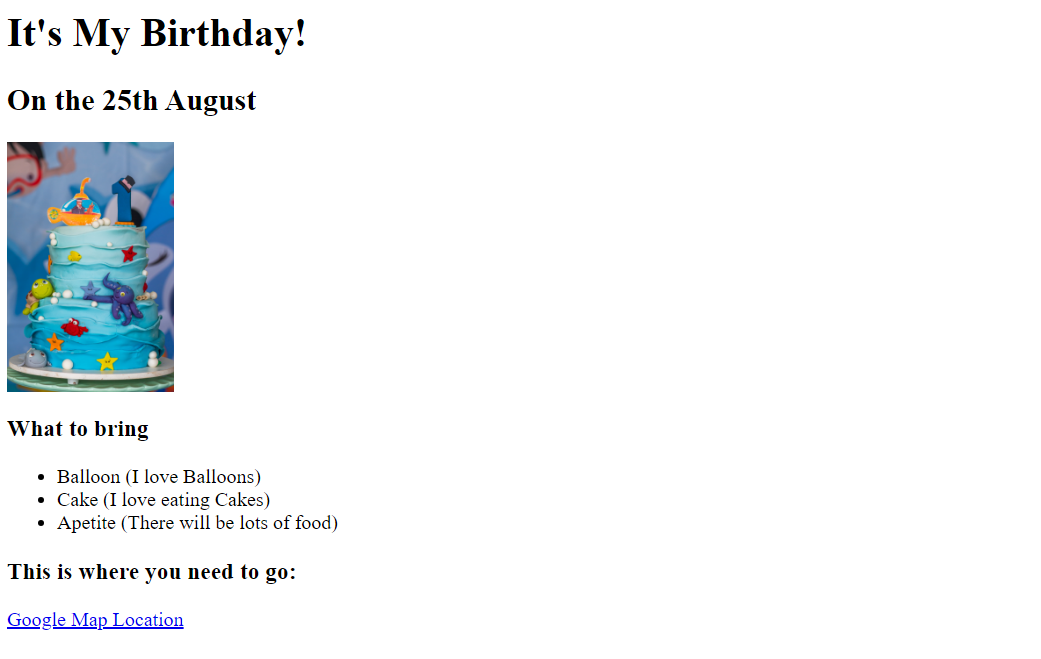 It's My Birthday!
On the 25th August
1
What to bring
Balloon (I love Balloons)
Cake (I love eating Cakes)
Apetite (There will be lots of food)
This is where you need to go:
Google Map Location